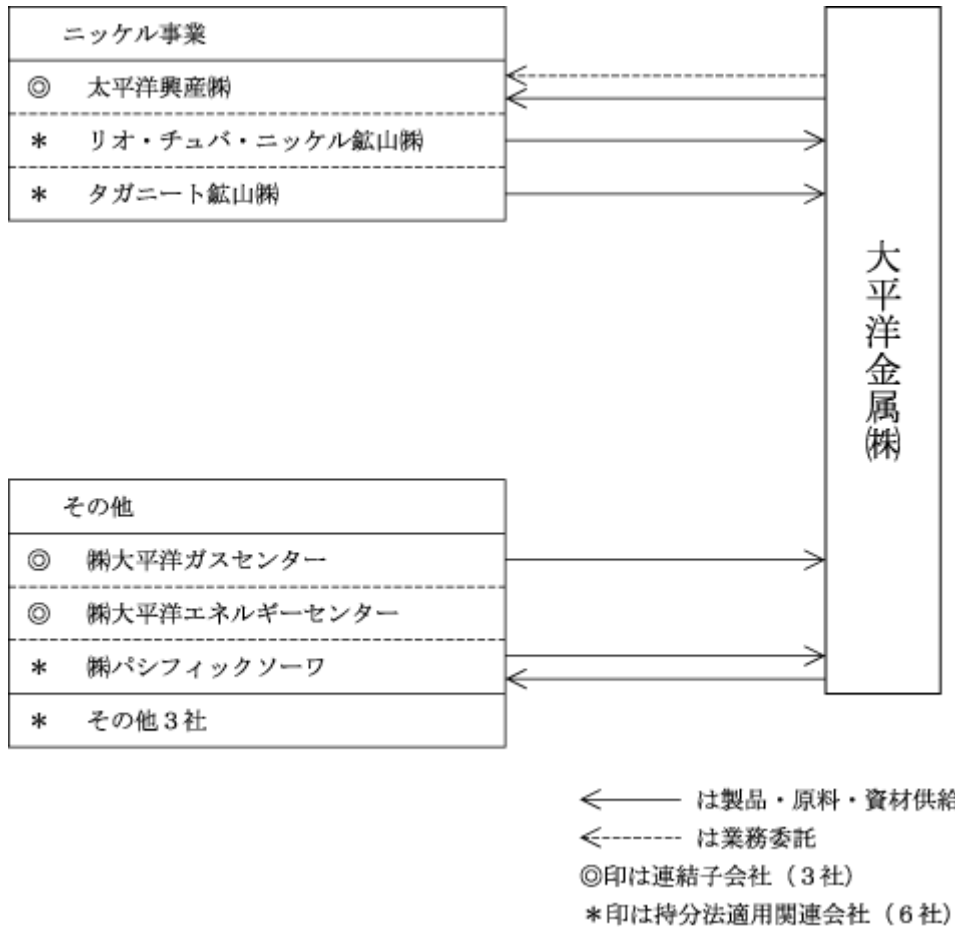 ニッケル事業
◎ 太平洋興産㈱
* リオ・チュバ・ニッケル鉱山㈱
* タガニート鉱山㈱
大平洋金属㈱
その他
◎ ㈱大平洋ガスセンター
◎ ㈱大平洋エネルギーセンター
* ㈱パシフィックソーワ
* その他3社
は製品・原料・資材供給
は業務委託
◎印は連結子会社（3社）
*印は持分法適用関連会社（6社）